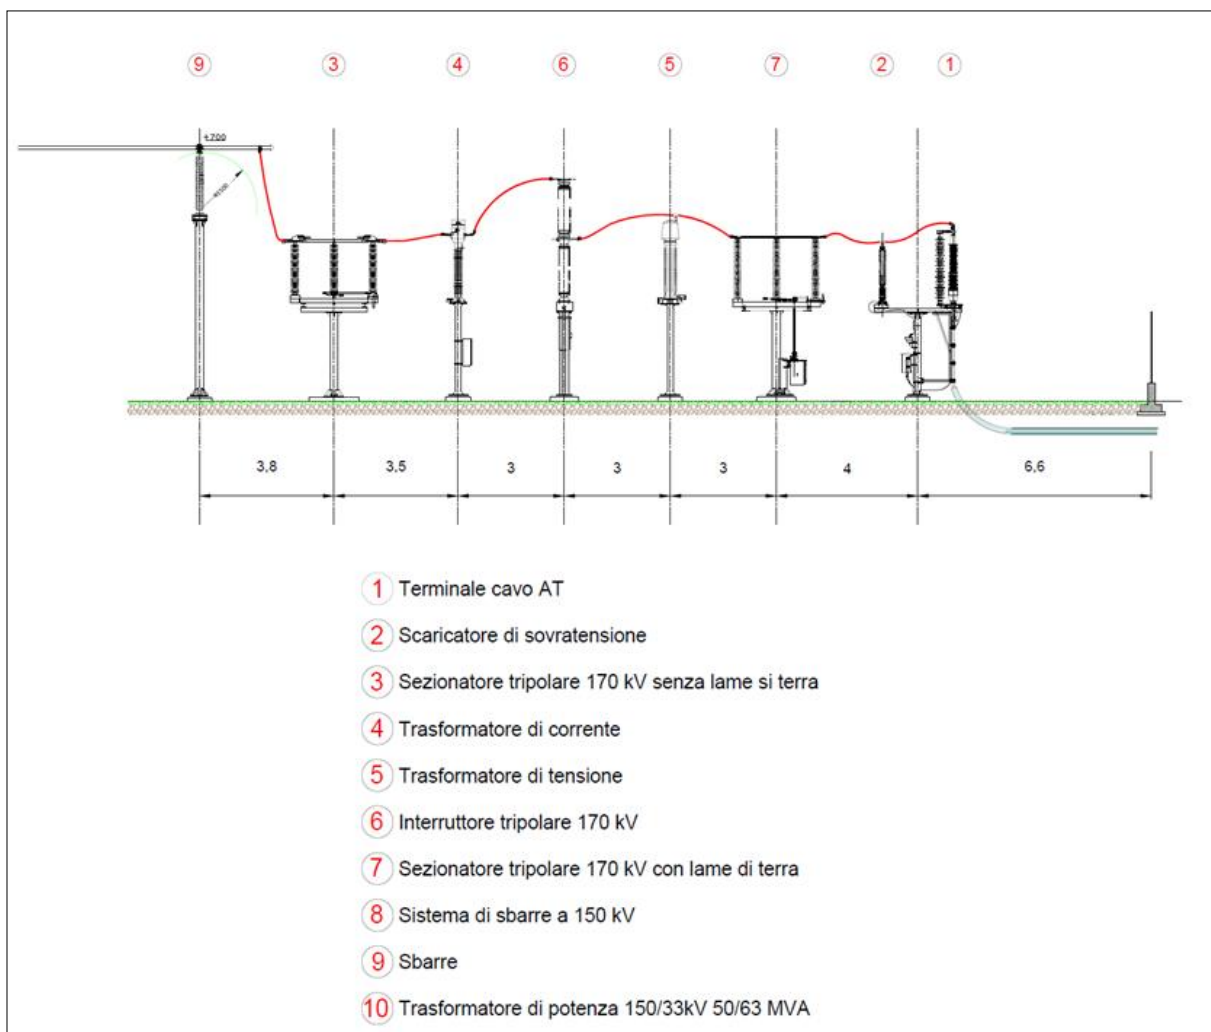 9 3 4 6 5 7 2 1
+700
3,8 3,5 3 3 3 4 6,6
1 Terminale cavo AT
2 Scaricatore di sovratensione
3 Sezionatore tripolare 170 kV senza lame si terra
4 Trasformatore di corrente
5 Trasformatore di tensione
6 Interruttore tripolare 170 kV
7 Sezionatore tripolare 170 kV con lame di terra
8 Sistema di sbarre a 150 kV
9 Sbarre
10 Trasformatore di potenza 150/33kV 50/63 MVA